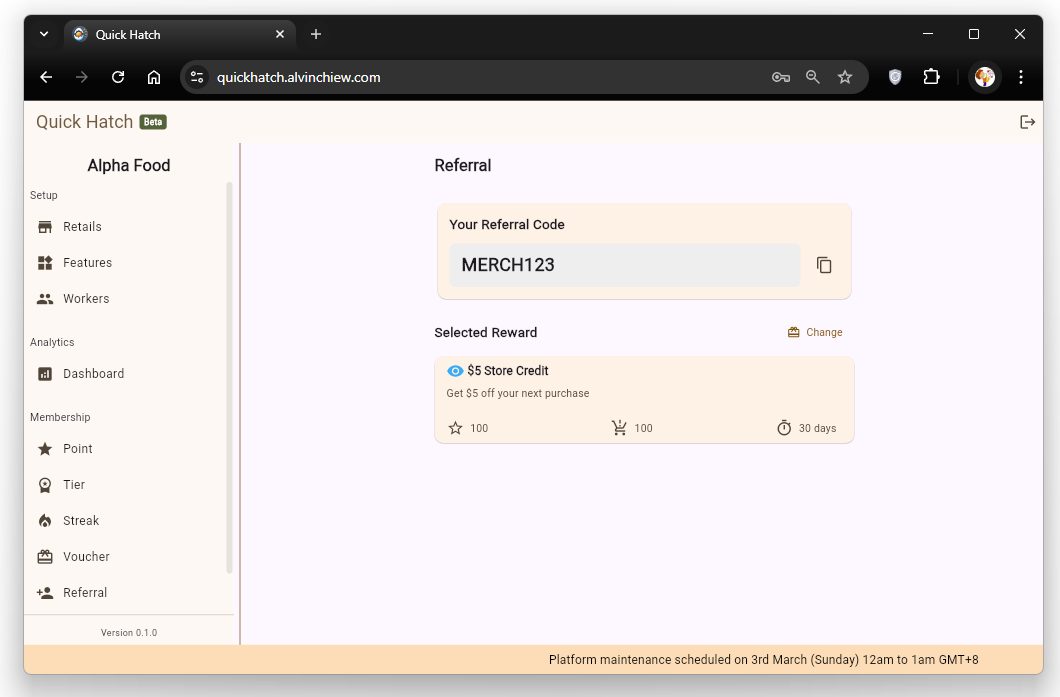 Quick Hatch
quickhatch.alvinchiew.com
Quick Hatch Beta
Alpha Food
Setup
Retails
Features
Workers
Analytics
Dashboard
Membership
Point
Tier
Streak
Voucher
Referral
Version 0.1.0
Referral
Your Referral Code
MERCH123
Selected Reward
Change
$5 Store Credit
Get $5 off your next purchase
100 100 30 days
Platform maintenance scheduled on 3rd March (Sunday) 12am to 1am GMT+8